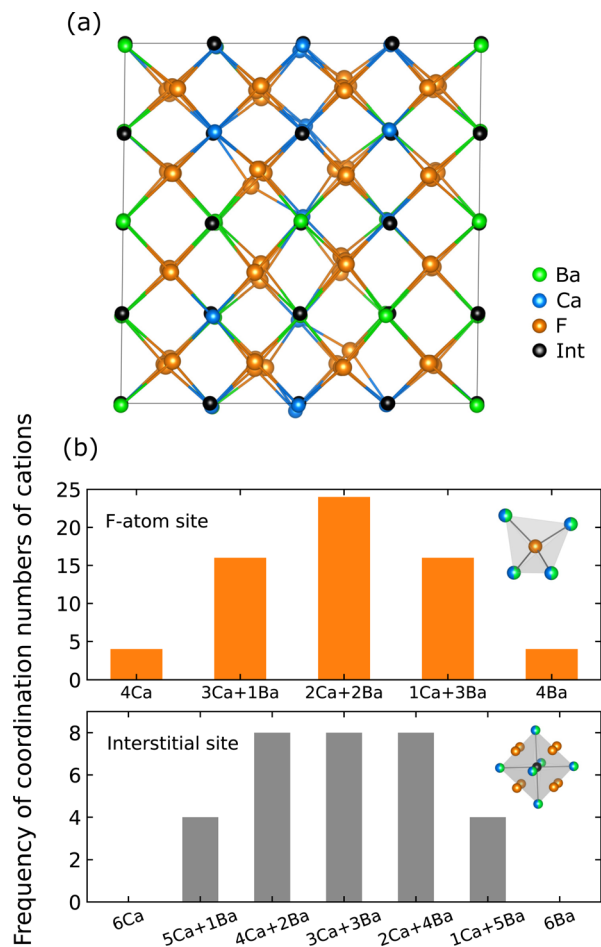 (a)
Ba
Ca
F
Int
(b)
Frequency of coordination numbers of cations
25
F-atom site
20
15
10
5
0
4Ca 3Ca+1Ba 2Ca+2Ba 1Ca+3Ba 4Ba
8
Interstitial site
6
4
2
0
6Ca 5Ca+1Ba 4Ca+2Ba 3Ca+3Ba 2Ca+4Ba 1Ca+5Ba 6Ba